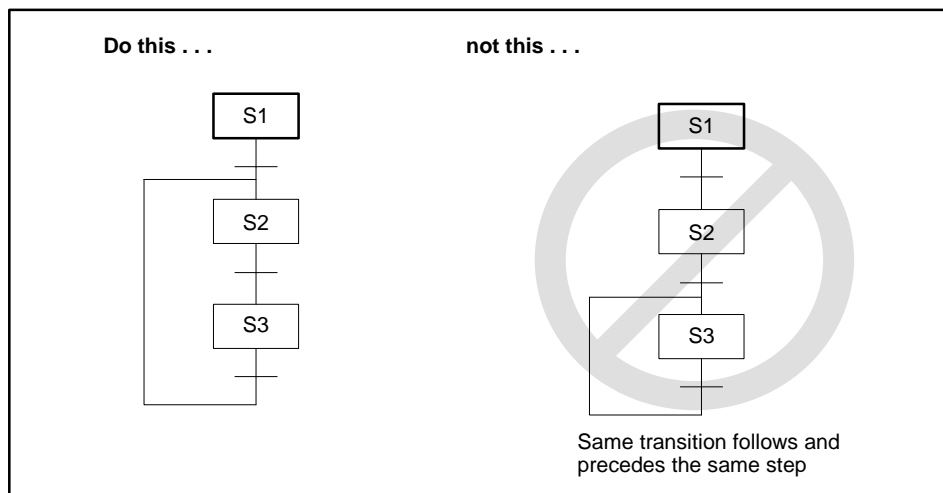 Do this . . .
not this . . .
S1
S2
S3
S1
S2
S3
Same transition follows and
precedes the same step